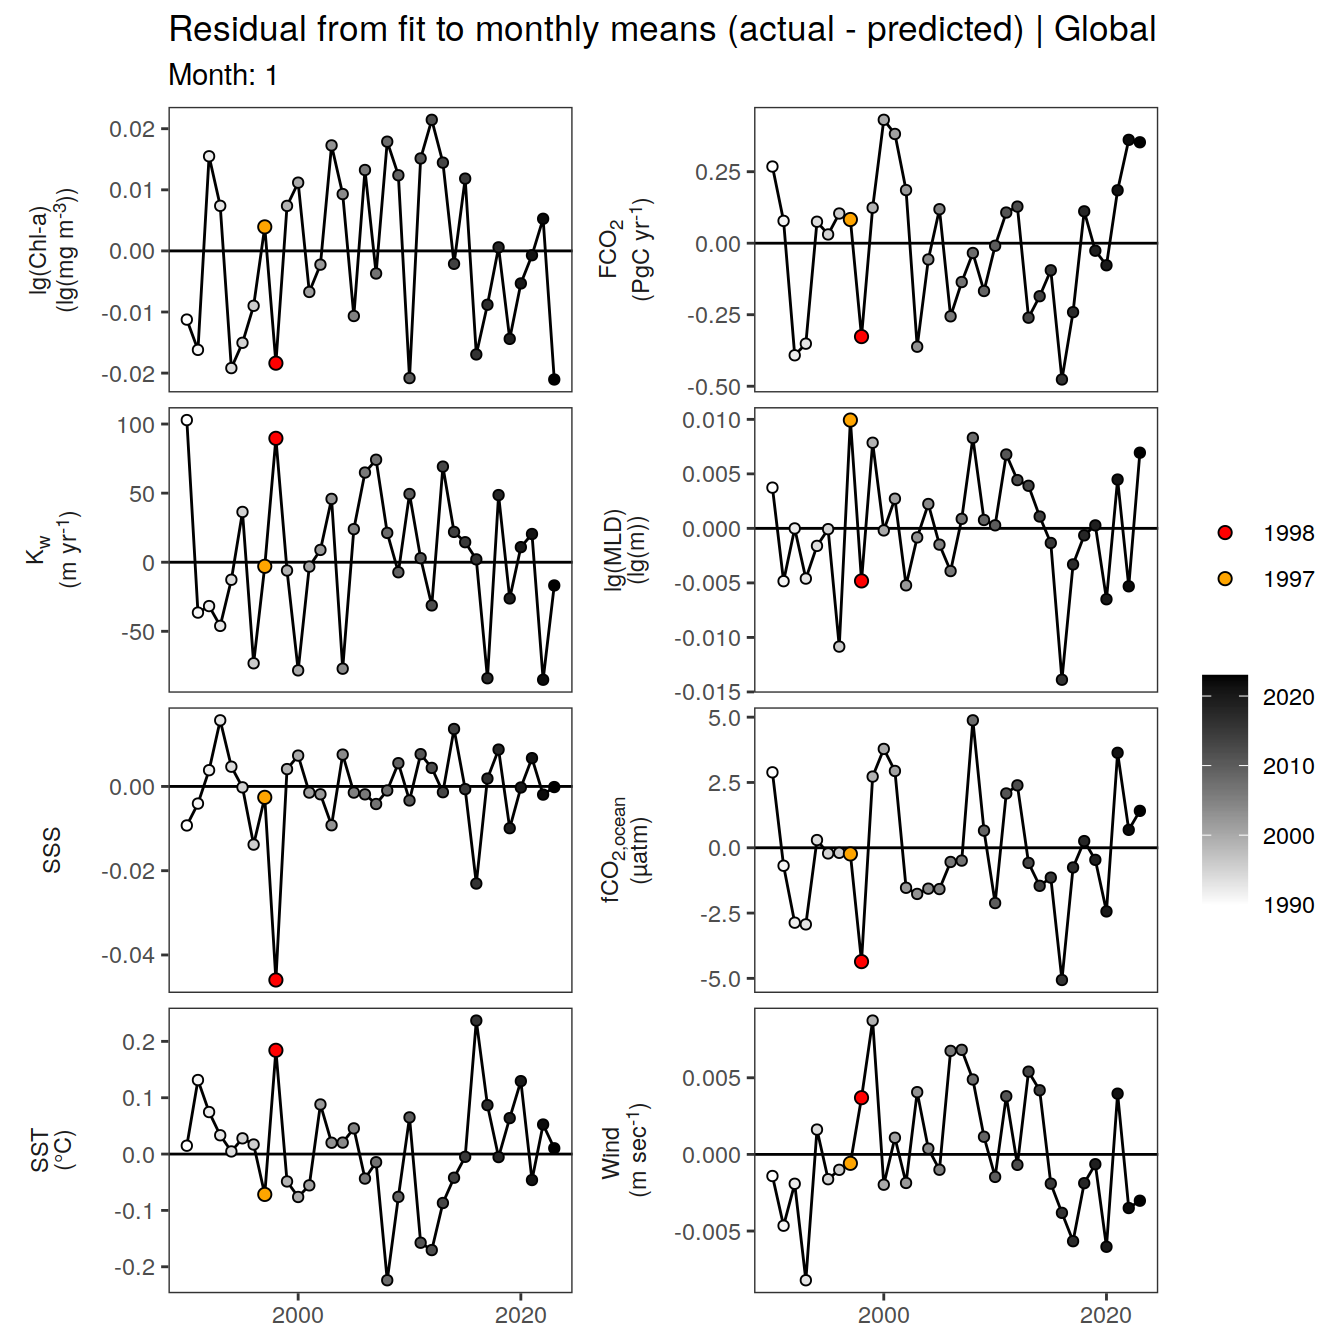 Residual from fit to monthly means (actual - predicted) | Global
Month: 1
lg(Chl-a)
(lg(mg m⁻³))
0.02
0.01
0.00
-0.01
-0.02
FCO₂
(PgC yr⁻¹)
0.25
0.00
-0.25
-0.50
K_w
(m yr⁻¹)
100
50
0
-50
lg(MLD)
(lg(m))
0.010
0.005
0.000
-0.005
-0.010
-0.015
SSS
0.00
-0.02
-0.04
fCO₂,ocean
(µatm)
5.0
2.5
0.0
-2.5
-5.0
SST
(°C)
0.2
0.1
0.0
-0.1
-0.2
Wind
(m sec⁻¹)
0.005
0.000
-0.005
2000
2020
2000
2020
1998
1997
2020
2010
2000
1990